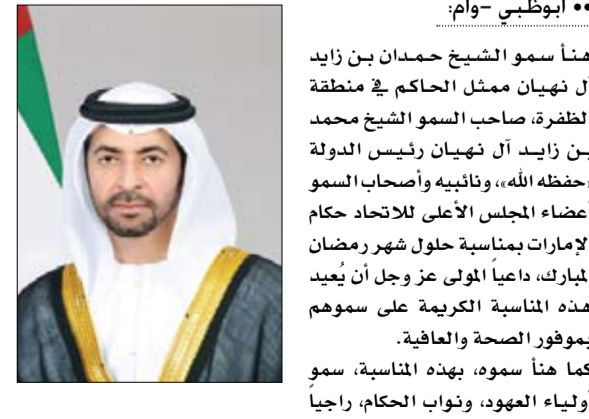 •• أبوظبي –وام:
هنأ سمو الشيخ حمدان بن زايد
آل نهيان ممثل الحاكم في منطقة
الظفرة، صاحب السمو الشيخ محمد
بن زايد آل نهيان رئيس الدولة
«حفظه الله»، ونائبيه وأصحاب السمو
أعضاء المجلس الأعلى للاتحاد حكام
الإمارات بمناسبة حلول شهر رمضان
المبارك، داعياً المولى عز وجل أن يُعيد
هذه المناسبة الكريمة على سموهم
بموفور الصحة والعافية.
كما هنأ سموه، بهذه المناسبة، سمو
أولياء العهود، ونواب الحكام، راجياً